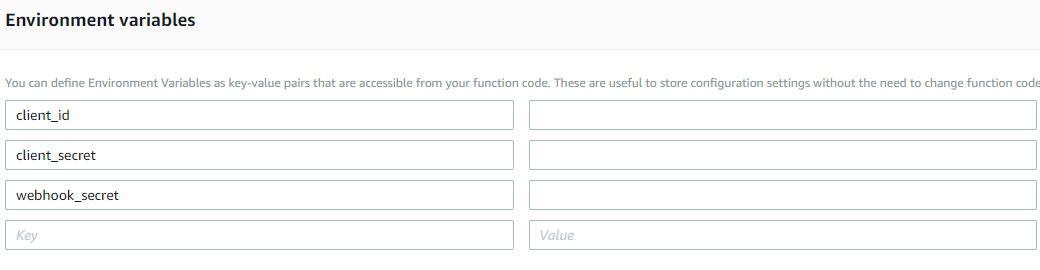 Environment variables
You can define Environment Variables as key-value pairs that are accessible from your function code. These are useful to store configuration settings without the need to change function code
client_id
client_secret
webhook_secret
Key Value